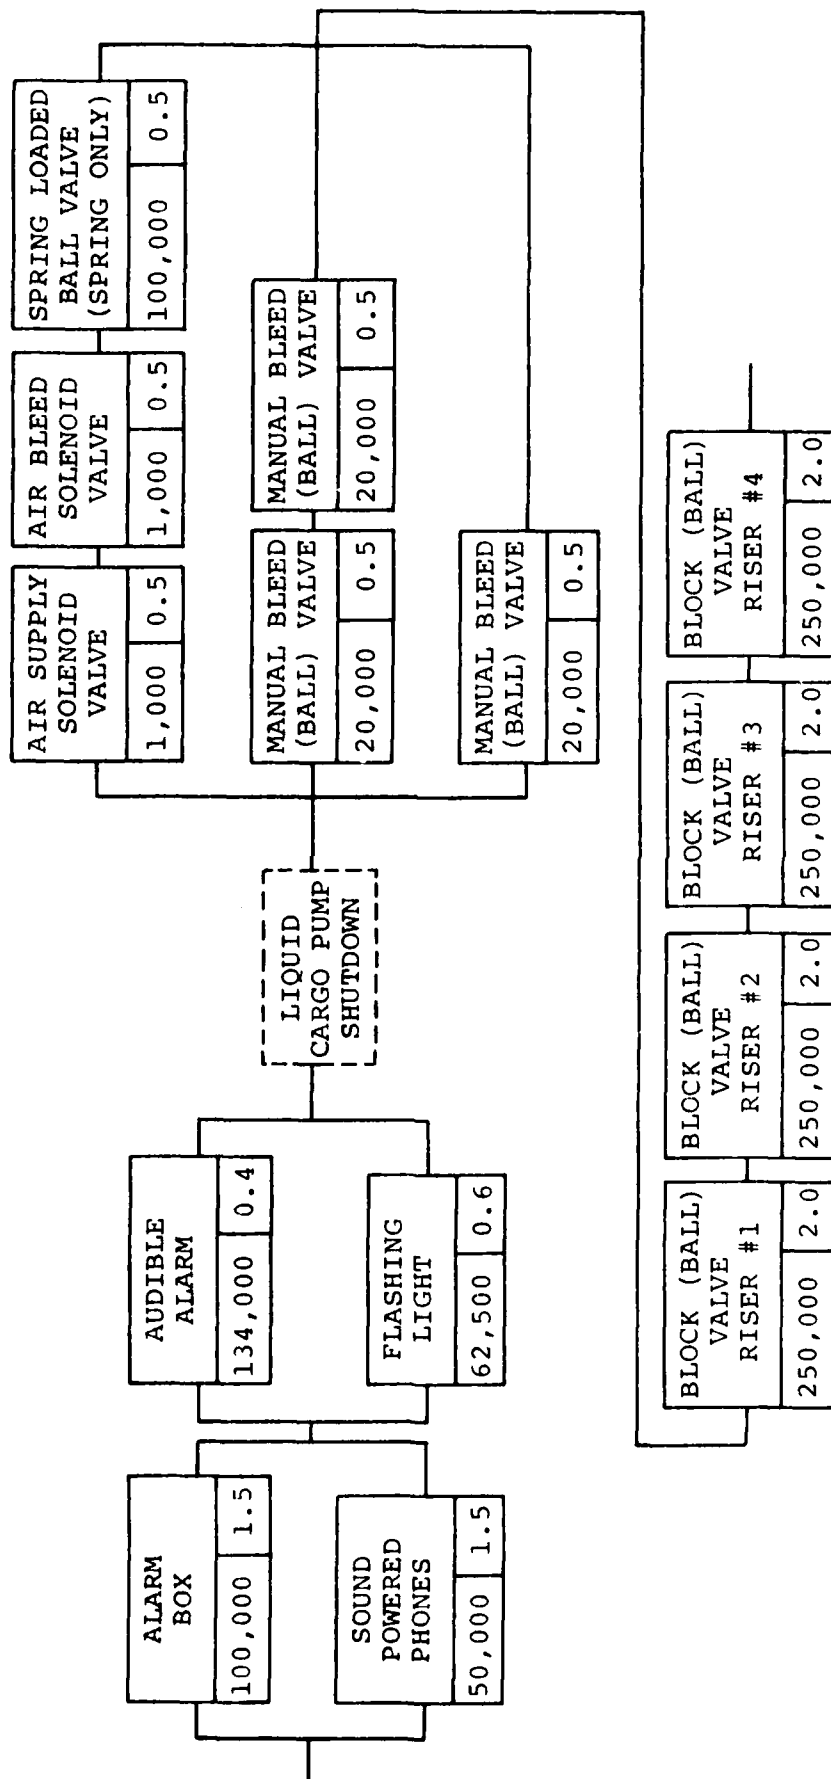 ALARM
BOX
100,000 1.5
SOUND
POWERED
PHONES
50,000 1.5
AUDIBLE
ALARM
134,000 0.4
FLASHING
LIGHT
62,500 0.6
LIQUID
CARGO PUMP
SHUTDOWN
AIR SUPPLY
SOLENOID
VALVE
1,000 0.5
AIR BLEED
SOLENOID
VALVE
1,000 0.5
SPRING LOADED
BALL VALVE
(SPRING ONLY)
100,000 0.5
MANUAL BLEED
(BALL) VALVE
20,000 0.5
MANUAL BLEED
(BALL) VALVE
20,000 0.5
MANUAL BLEED
(BALL) VALVE
20,000 0.5
BLOCK (BALL)
VALVE
RISER #1
250,000 2.0
BLOCK (BALL)
VALVE
RISER #2
250,000 2.0
BLOCK (BALL)
VALVE
RISER #3
250,000 2.0
BLOCK (BALL)
VALVE
RISER #4
250,000 2.0